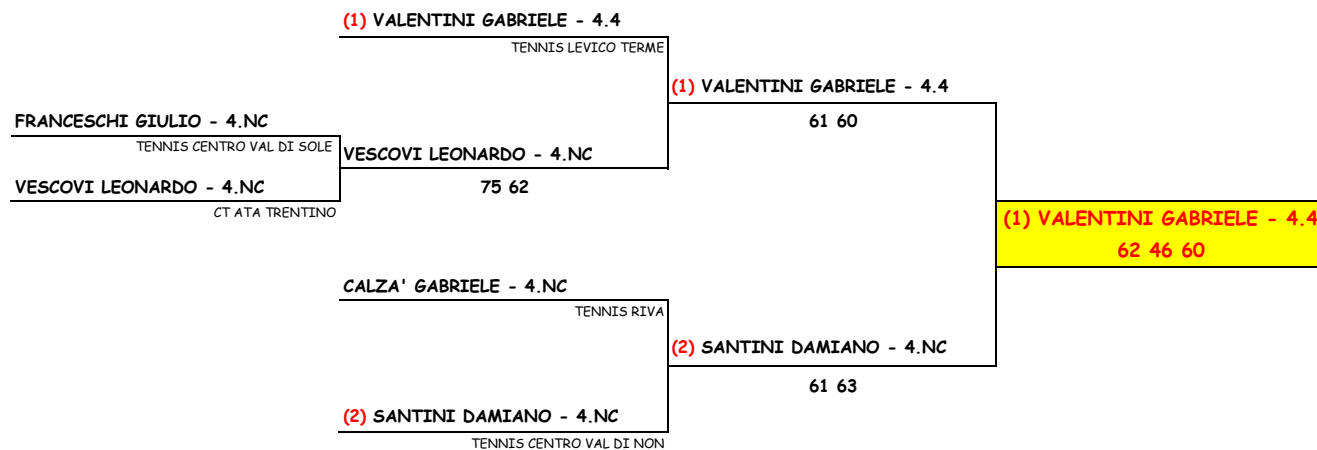 (1) VALENTINI GABRIELE - 4.4
TENNIS LEVICO TERME
(1) VALENTINI GABRIELE - 4.4
61 60
FRANCESCHI GIULIO - 4.NC
TENNIS CENTRO VAL DI SOLE
VESCOVI LEONARDO - 4.NC
75 62
VESCOVI LEONARDO - 4.NC
CT ATA TRENTINO
(1) VALENTINI GABRIELE - 4.4
62 46 60
CALZA' GABRIELE - 4.NC
TENNIS RIVA
(2) SANTINI DAMIANO - 4.NC
61 63
(2) SANTINI DAMIANO - 4.NC
TENNIS CENTRO VAL DI NON